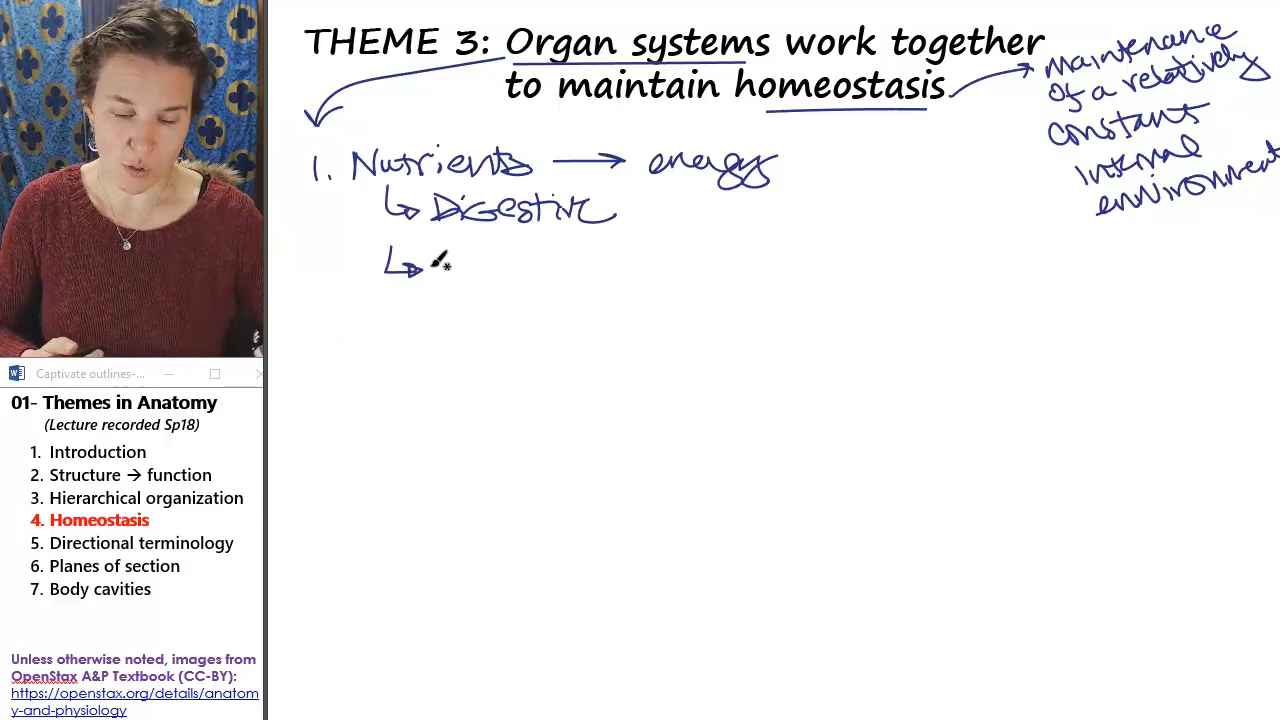 THEME 3: Organ systems work together
to maintain homeostasis
maintenance
of a relatively
constant
internal
environment
1. Nutrients → energy
↳ Digestive
↳
Captivate outlines-...
01- Themes in Anatomy
(Lecture recorded Sp18)
1. Introduction
2. Structure → function
3. Hierarchical organization
4. Homeostasis
5. Directional terminology
6. Planes of section
7. Body cavities
Unless otherwise noted, images from
OpenStax A&P Textbook (CC-BY):
https://openstax.org/details/anatom
y-and-physiology